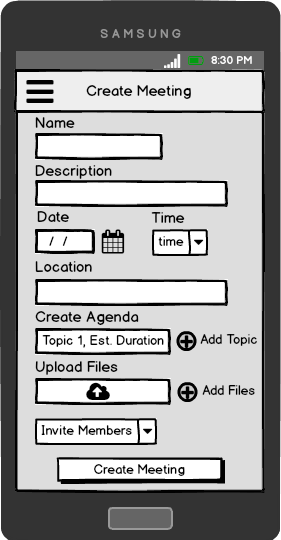 SAMSUNG
8:30 PM
Create Meeting
Name
Description
Date Time
/ / time
Location
Create Agenda
Topic 1, Est. Duration Add Topic
Upload Files
Add Files
Invite Members
Create Meeting